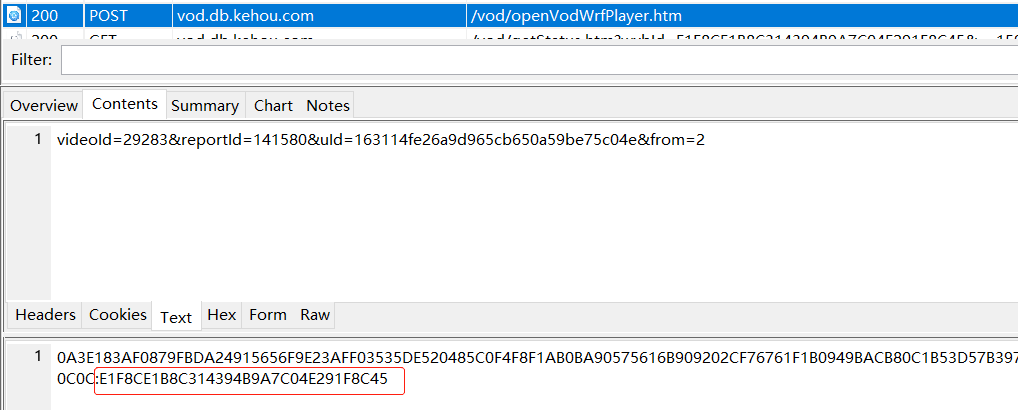 200 POST vod.db.kehou.com /vod/openVodWrfPlayer.htm
Filter:
Overview Contents Summary Chart Notes
1 videoId=29283&reportId=141580&uId=163114fe26a9d965cb650a59be75c04e&from=2
Headers Cookies Text Hex Form Raw
1 0A3E183AF0879FBDA24915656F9E23AFF03535DE520485C0F4F8F1AB0BA90575616B909202CF76761F1B0949BACB80C1B53D57B397
0C0C:E1F8CE1B8C314394B9A7C04E291F8C45